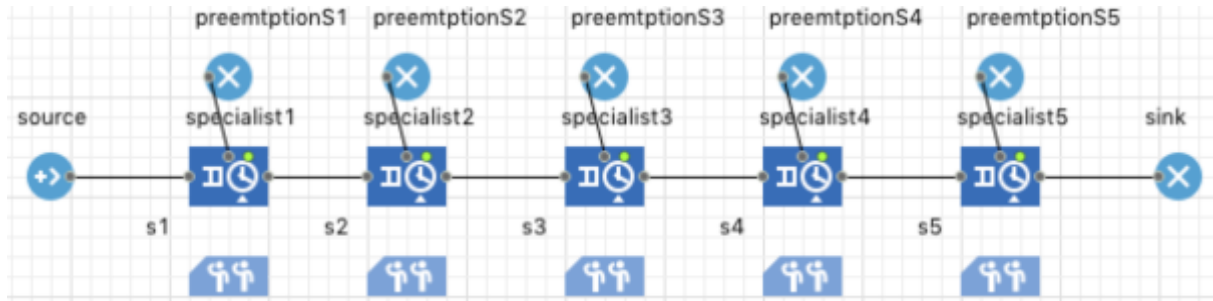 preemtptionS1 preemtptionS2 preemtptionS3 preemtptionS4 preemtptionS5
source specialist1 specialist2 specialist3 specialist4 specialist5 sink
s1 s2 s3 s4 s5